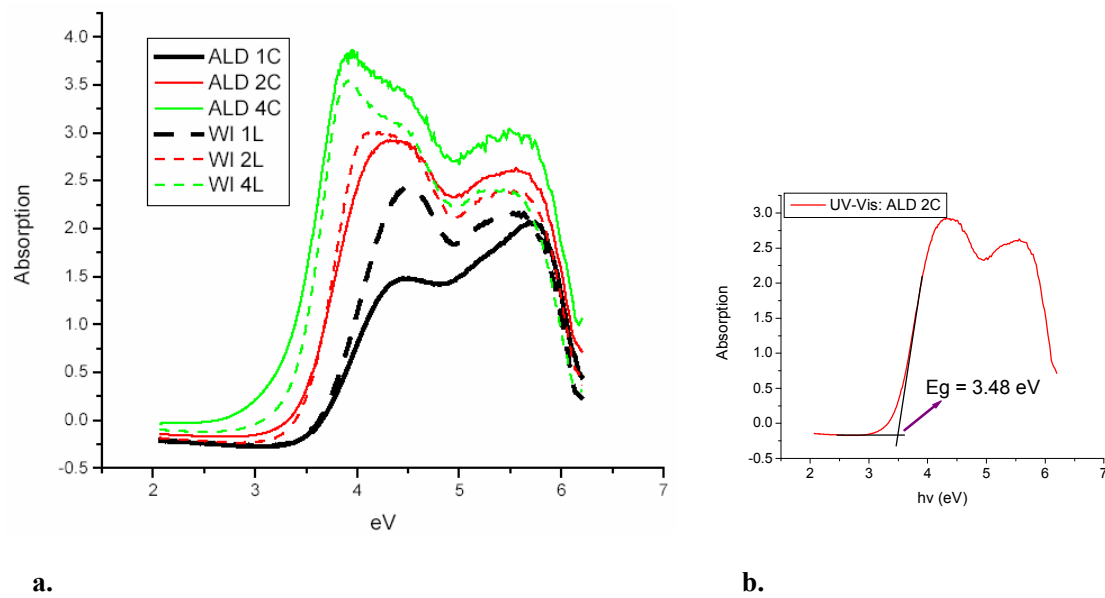 4.0
3.5
3.0
2.5
2.0
1.5
1.0
0.5
0.0
-0.5
Absorption
ALD 1C
ALD 2C
ALD 4C
WI 1L
WI 2L
WI 4L
2 3 4 5 6 7
eV
a.
UV-Vis: ALD 2C
3.0
2.5
2.0
1.5
1.0
0.5
0.0
-0.5
Absorption
Eg = 3.48 eV
1 2 3 4 5 6 7
hν (eV)
b.